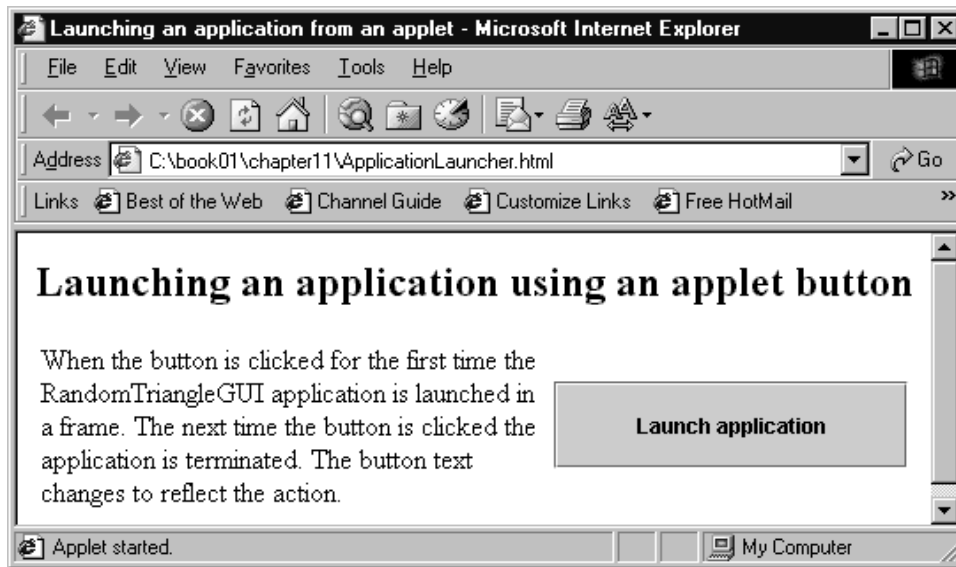 Launching an application from an applet - Microsoft Internet Explorer
File Edit View Favorites Tools Help
Address C:\book01\chapter11\ApplicationLauncher.html Go
Links Best of the Web Channel Guide Customize Links Free HotMail »
Launching an application using an applet button
When the button is clicked for the first time the
RandomTriangleGUI application is launched in
a frame. The next time the button is clicked the
application is terminated. The button text
changes to reflect the action.
Launch application
Applet started. My Computer